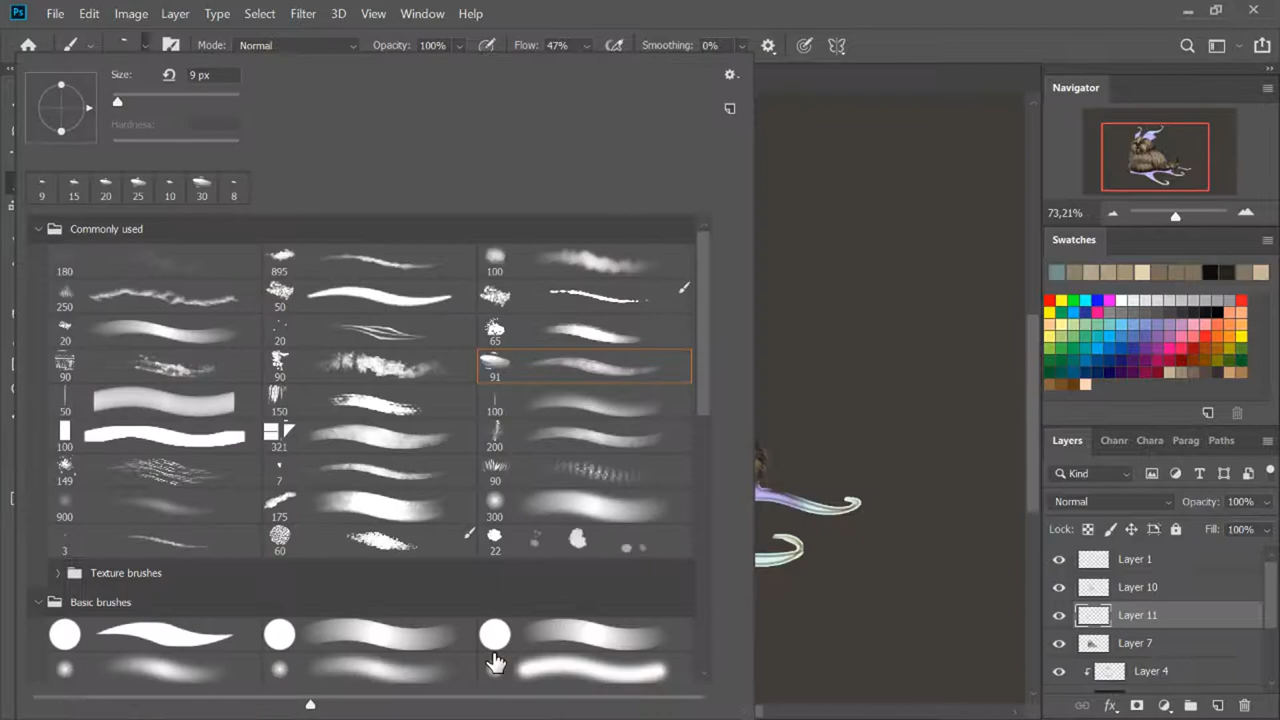 Ps File Edit Image Layer Type Select Filter 3D View Window Help
Mode: Normal Opacity: 100% Flow: 47% Smoothing: 0%
Size: 9 px
Hardness:
9 15 20 25 10 30 8
Commonly used
180 895 100
250 50
20 20 65
90 90 91
50 150 100
100 321 200
149 7 90
900 175 300
3 60 22
Texture brushes
Basic brushes
Navigator
73,21%
Swatches
Layers Chanr Chara Parag Paths
Kind
Normal Opacity: 100%
Lock: Fill: 100%
Layer 1
Layer 10
Layer 11
Layer 7
Layer 4
fx